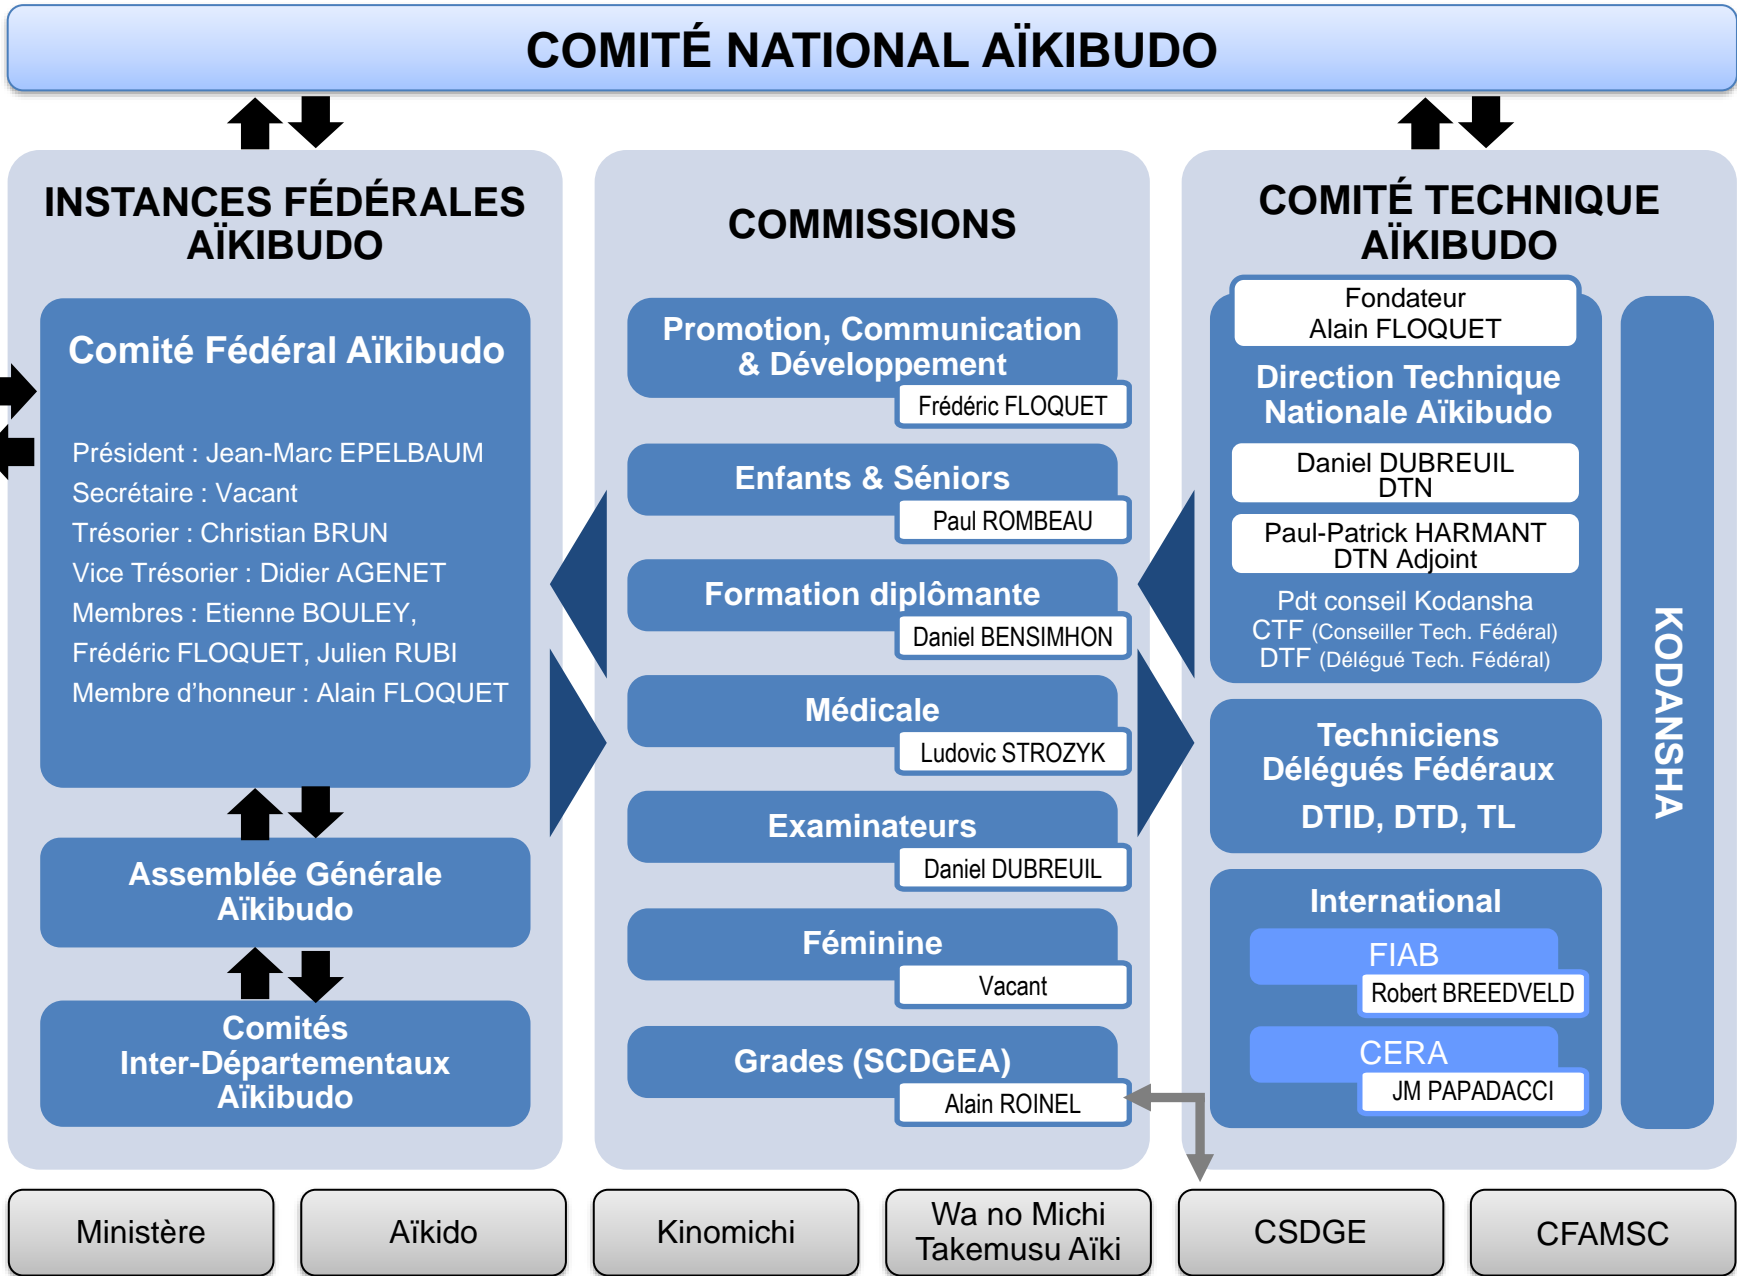 COMITÉ NATIONAL AÏKIBUDO
INSTANCES FÉDÉRALES
AÏKIBUDO
Comité Fédéral Aïkibudo
Président : Jean-Marc EPELBAUM
Secrétaire : Vacant
Trésorier : Christian BRUN
Vice Trésorier : Didier AGENET
Membres : Etienne BOULEY,
Frédéric FLOQUET, Julien RUBI
Membre d’honneur : Alain FLOQUET
Assemblée Générale
Aïkibudo
Comités
Inter-Départementaux
Aïkibudo
COMMISSIONS
Promotion, Communication
& Développement
Frédéric FLOQUET
Enfants & Séniors
Paul ROMBEAU
Formation diplômante
Daniel BENSIMHON
Médicale
Ludovic STROZYK
Examinateurs
Daniel DUBREUIL
Féminine
Vacant
Grades (SCDGEA)
Alain ROINEL
COMITÉ TECHNIQUE
AÏKIBUDO
Fondateur
Alain FLOQUET
Direction Technique
Nationale Aïkibudo
Daniel DUBREUIL
DTN
Paul-Patrick HARMANT
DTN Adjoint
Pdt conseil Kodansha
CTF (Conseiller Tech. Fédéral)
DTF (Délégué Tech. Fédéral)
Techniciens
Délégués Fédéraux
DTID, DTD, TL
International
FIAB
Robert BREEDVELD
CERA
JM PAPADACCI
KODANSHA
Ministère
Aïkido
Kinomichi
Wa no Michi
Takemusu Aïki
CSDGE
CFAMSC